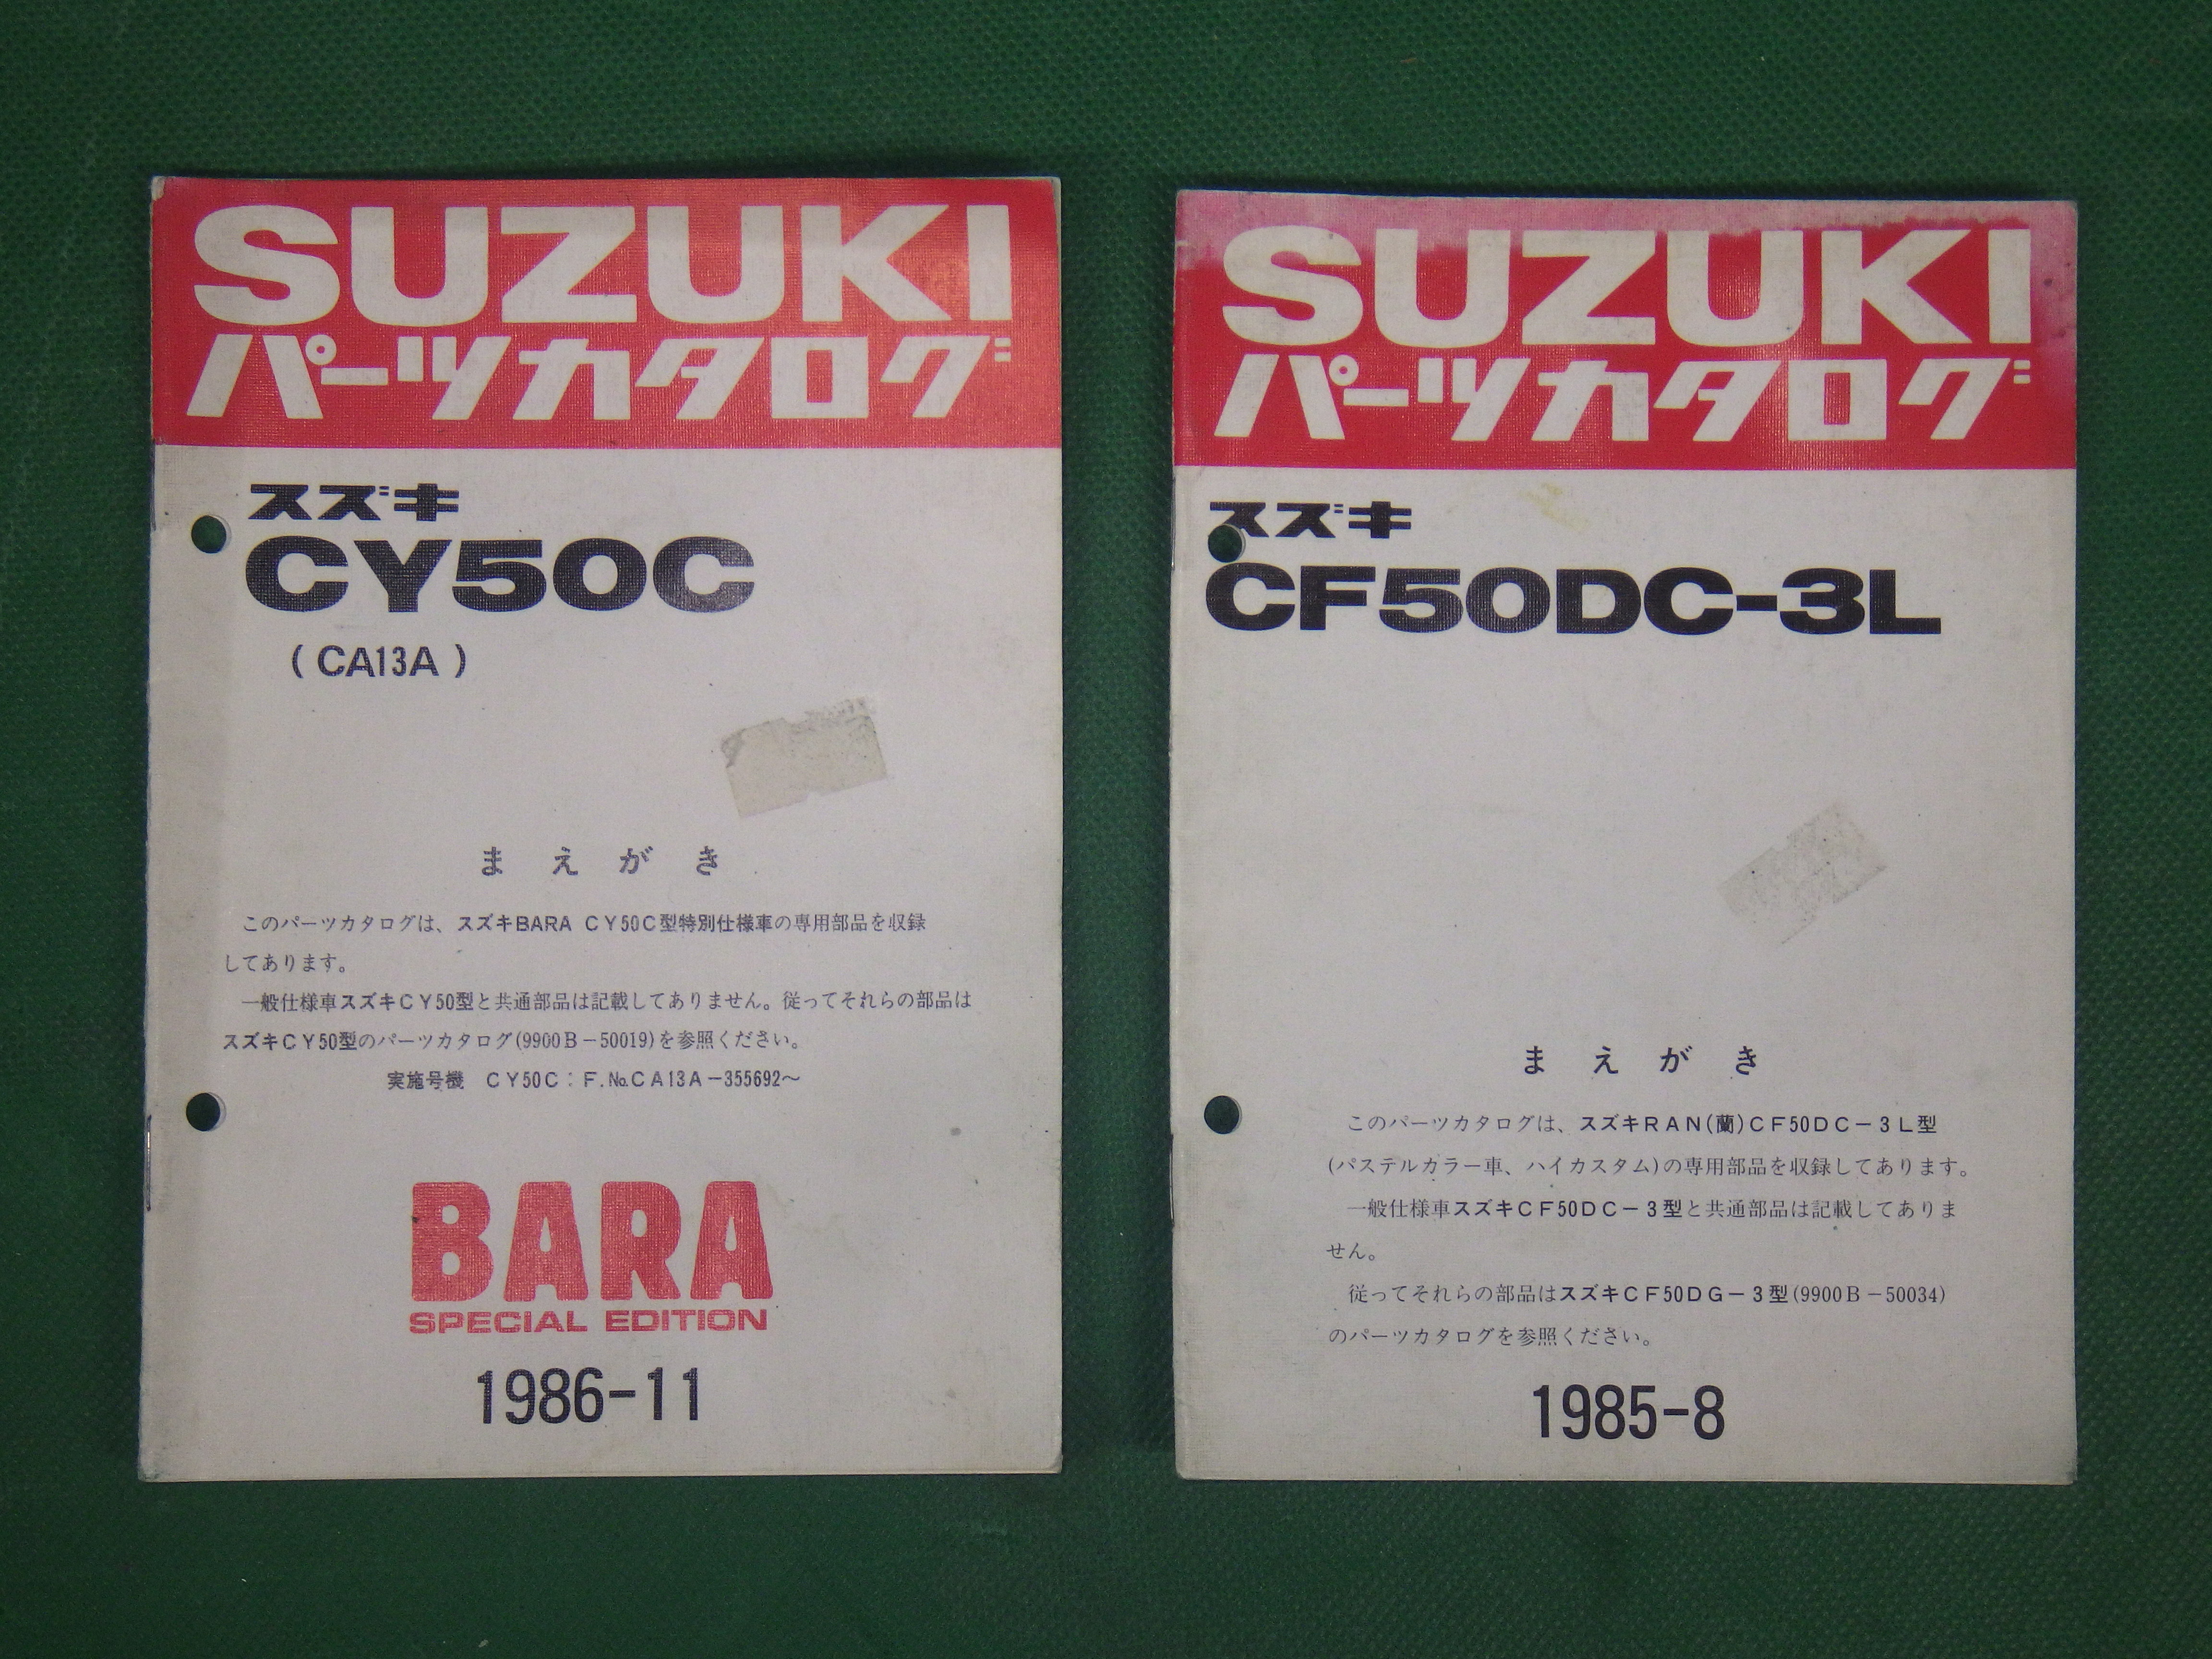 SUZUKI
パーツカタログ
スズキ
CY50C
(CA13A)
まえがき
このパーツカタログは、スズキBARA CY50C型特別仕様車の専用部品を収録
してあります。
一般仕様車スズキCY50型と共通部品は記載してありません。従ってそれらの部品は
スズキCY50型のパーツカタログ(9900B-50019)を参照ください。
実施号機 CY50C:F.№CA13A-355692~
BARA
SPECIAL EDITION
1986-11
SUZUKI
パーツカタログ
スズキ
CF50DC-3L
まえがき
このパーツカタログは、スズキRAN(蘭)CF50DC-3L型
(パステルカラー車、ハイカスタム)の専用部品を収録してあります。
一般仕様車スズキCF50DC-3型と共通部品は記載してありま
せん。
従ってそれらの部品はスズキCF50DG-3型(9900B-50034)
のパーツカタログを参照ください。
1985-8